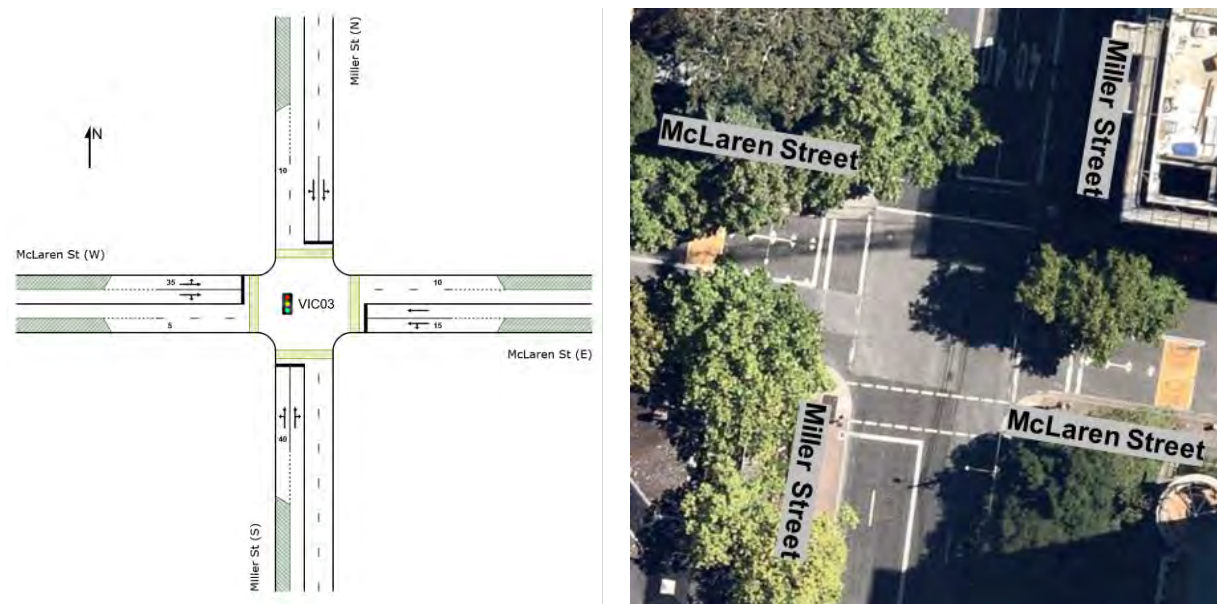 Miller St (N)
10
N
McLaren St (W)
35
5
VIC03
10
15
McLaren St (E)
40
Miller St (S)
McLaren Street
Miller Street
Miller Street
McLaren Street